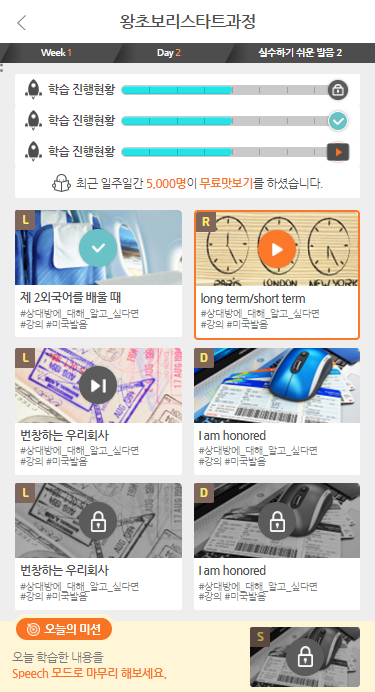 왕초보리스타트과정
Week 1
Day 2
실수하기 쉬운 발음 2
학습 진행현황
학습 진행현황
학습 진행현황
최근 일주일간 5,000명이 무료맛보기를 하셨습니다.
L
제 2외국어를 배울 때
#상대방에_대해_알고_싶다면
#강의 #미국발음
R
PARIS LONDON NEW YORK
long term/short term
#상대방에_대해_알고_싶다면
#강의 #미국발음
L
번창하는 우리회사
#상대방에_대해_알고_싶다면
#강의 #미국발음
D
I am honored
#상대방에_대해_알고_싶다면
#강의 #미국발음
L
번창하는 우리회사
#상대방에_대해_알고_싶다면
#강의 #미국발음
D
I am honored
#상대방에_대해_알고_싶다면
#강의 #미국발음
오늘의 미션
오늘 학습한 내용을
Speech 모드로 마무리 해보세요.
S